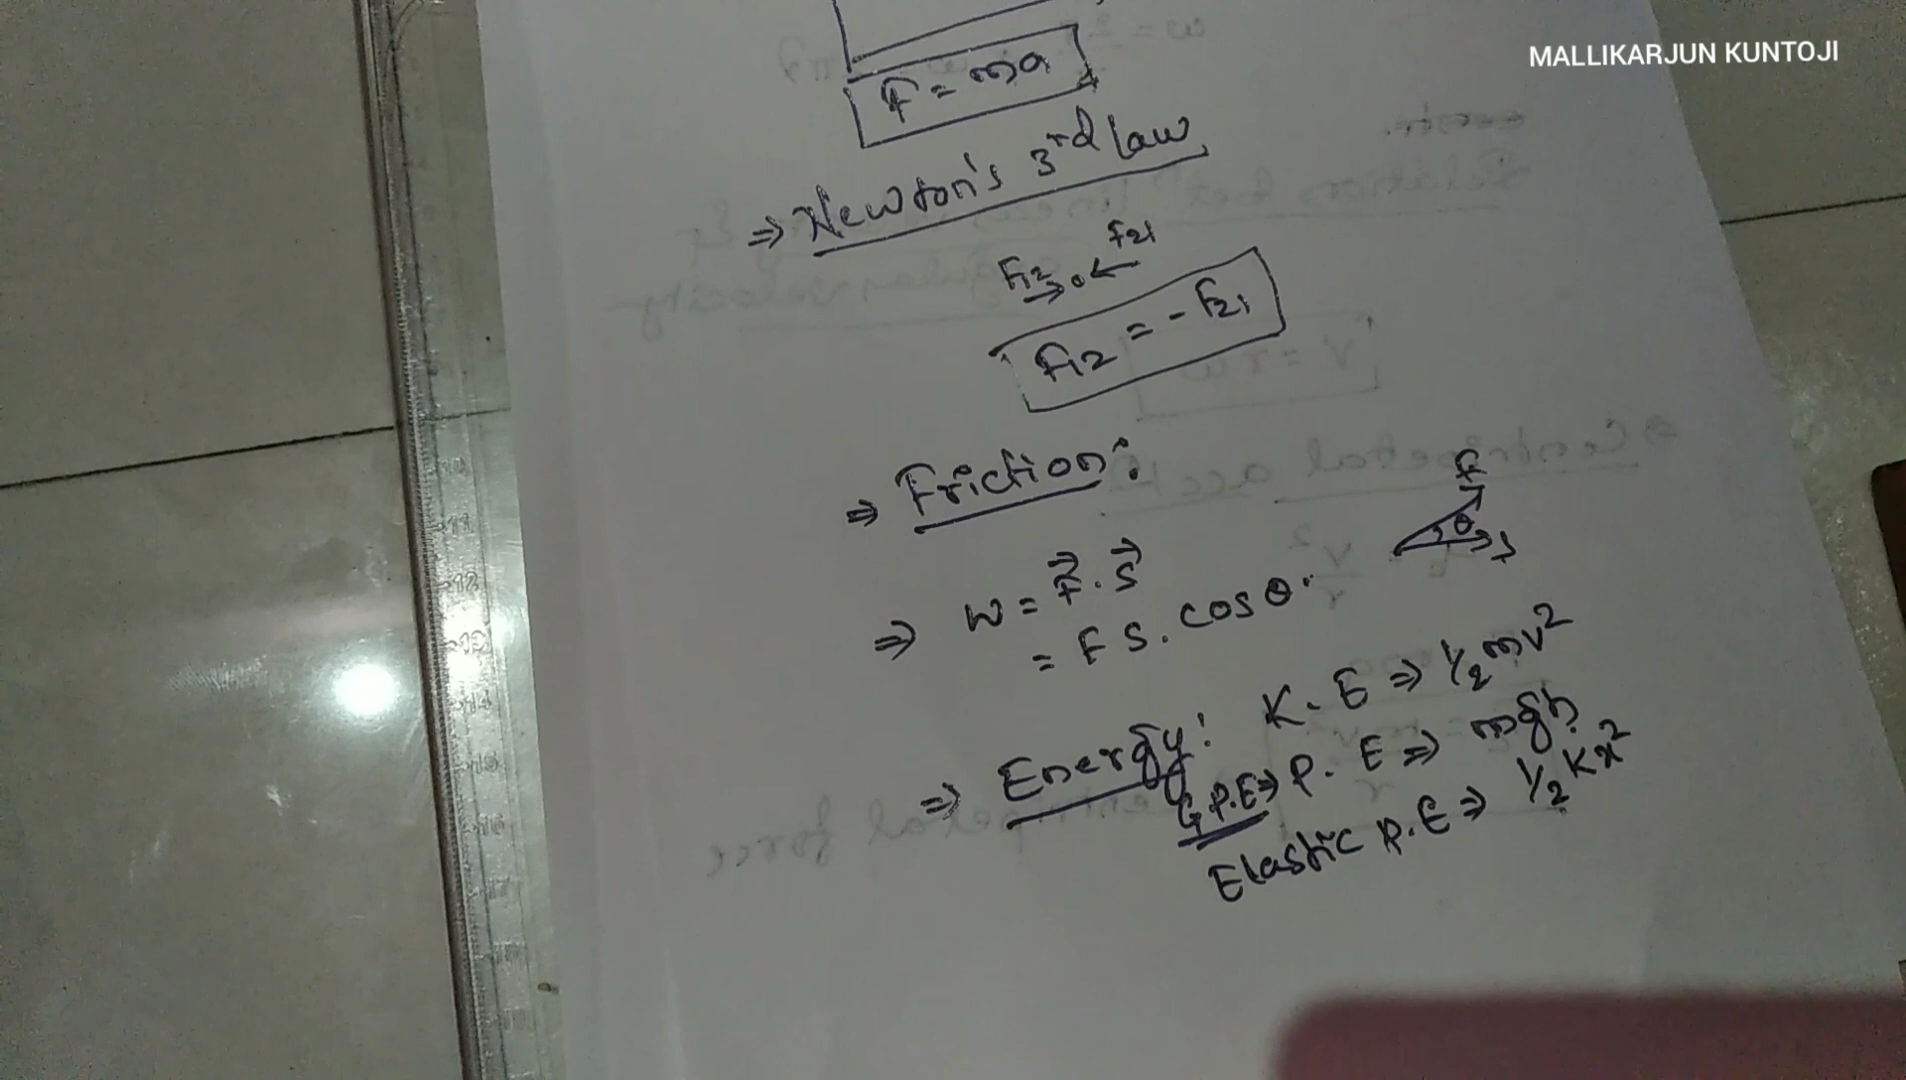 MALLIKARJUN KUNTOJI
F = ma
⇒ Newton's 3rd law
F12 → . ← F21
F12 = - F21
⇒ Friction:
⇒ W = F⃗ . S⃗
= F S . cos θ .
F
θ
s
⇒ Energy: K. E ⇒ 1/2 mv²
G P.E ⇒ P. E ⇒ mgh
Elastic P.E ⇒ 1/2 Kx²